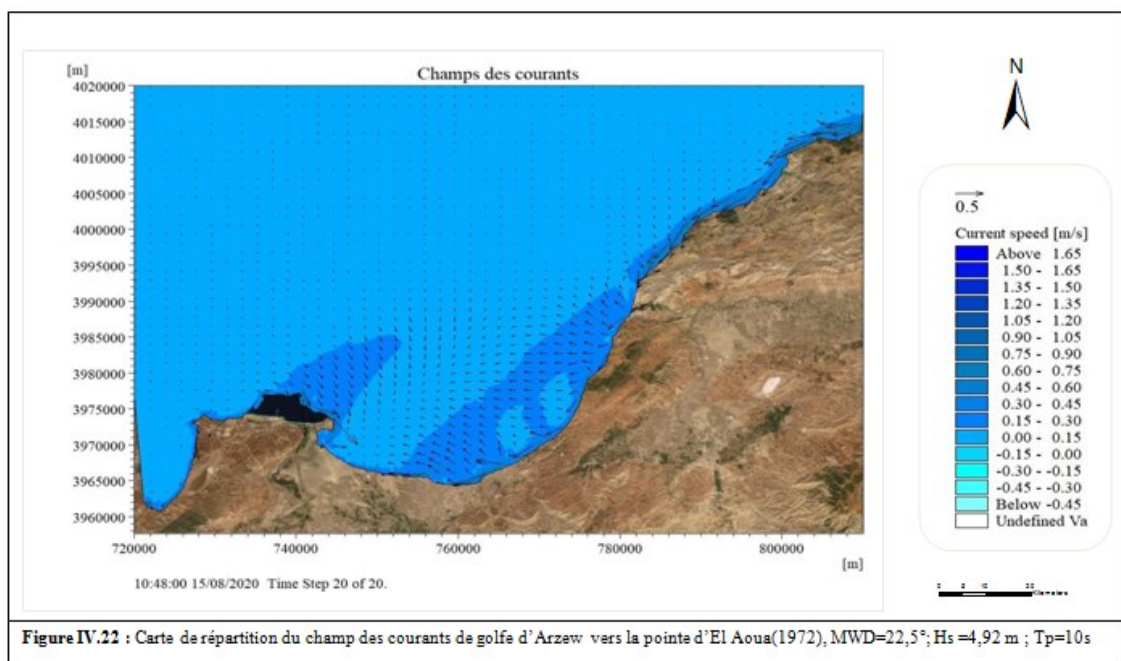 [m]
Champs des courants
4020000
4015000
4010000
4005000
4000000
3995000
3990000
3985000
3980000
3975000
3970000
3965000
3960000
720000 740000 760000 780000 800000
[m]
10:48:00 15/08/2020 Time Step 20 of 20.
N
0.5
Current speed [m/s]
Above 1.65
1.50 - 1.65
1.35 - 1.50
1.20 - 1.35
1.05 - 1.20
0.90 - 1.05
0.75 - 0.90
0.60 - 0.75
0.45 - 0.60
0.30 - 0.45
0.15 - 0.30
0.00 - 0.15
-0.15 - 0.00
-0.30 - -0.15
-0.45 - -0.30
Below -0.45
Undefined Va
Kilometers
Figure IV.22 : Carte de répartition du champ des courants de golfe d'Arzew vers la pointe d'El Aoua(1972), MWD=22,5°; Hs =4,92 m ; Tp=10s